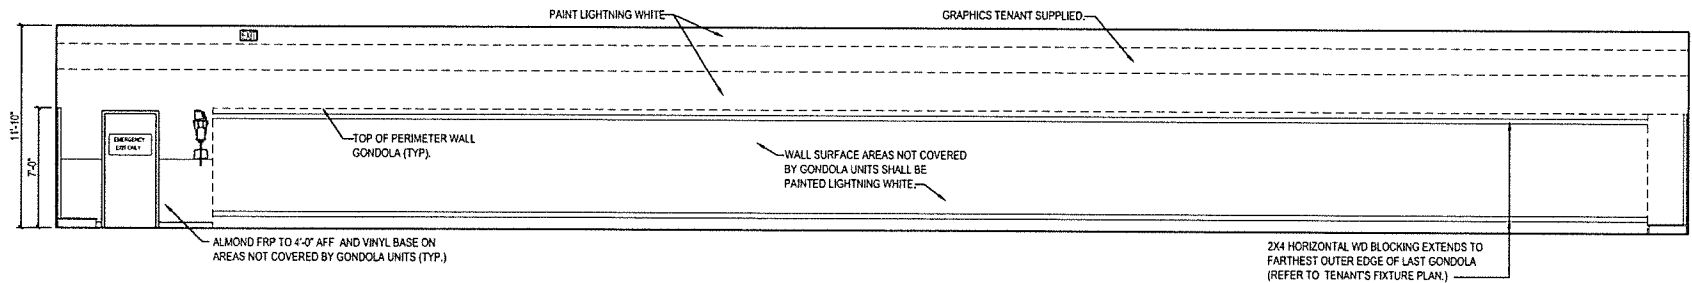 PAINT LIGHTNING WHITE
GRAPHICS TENANT SUPPLIED.
EXIT
11'-10"
7'-0"
EMERGENCY
EXIT ONLY
TOP OF PERIMETER WALL
GONDOLA (TYP).
WALL SURFACE AREAS NOT COVERED
BY GONDOLA UNITS SHALL BE
PAINTED LIGHTNING WHITE.
ALMOND FRP TO 4'-0" AFF AND VINYL BASE ON
AREAS NOT COVERED BY GONDOLA UNITS (TYP.)
2X4 HORIZONTAL WD BLOCKING EXTENDS TO
FARTHEST OUTER EDGE OF LAST GONDOLA
(REFER TO TENANT'S FIXTURE PLAN.)